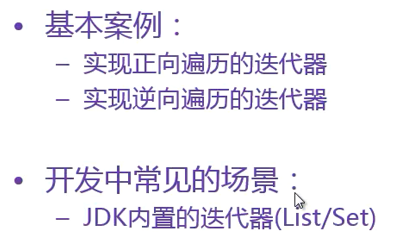 • 基本案例：
– 实现正向遍历的迭代器
– 实现逆向遍历的迭代器
• 开发中常见的场景：
– JDK内置的迭代器(List/Set)